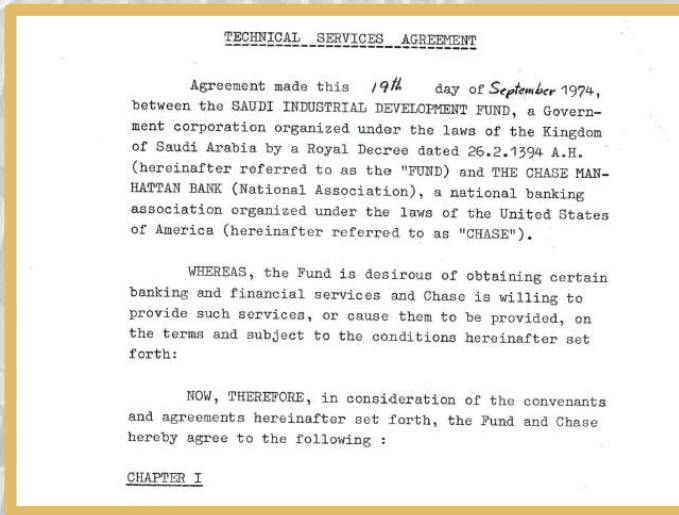 TECHNICAL SERVICES AGREEMENT
Agreement made this 19th day of September 1974,
between the SAUDI INDUSTRIAL DEVELOPMENT FUND, a Govern-
ment corporation organized under the laws of the Kingdom
of Saudi Arabia by a Royal Decree dated 26.2.1394 A.H.
(hereinafter referred to as the "FUND) and THE CHASE MAN-
HATTAN BANK (National Association), a national banking
association organized under the laws of the United States
of America (hereinafter referred to as "CHASE").
WHEREAS, the Fund is desirous of obtaining certain
banking and financial services and Chase is willing to
provide such services, or cause them to be provided, on
the terms and subject to the conditions hereinafter set
forth:
NOW, THEREFORE, in consideration of the convenants
and agreements hereinafter set forth, the Fund and Chase
hereby agree to the following :
CHAPTER I